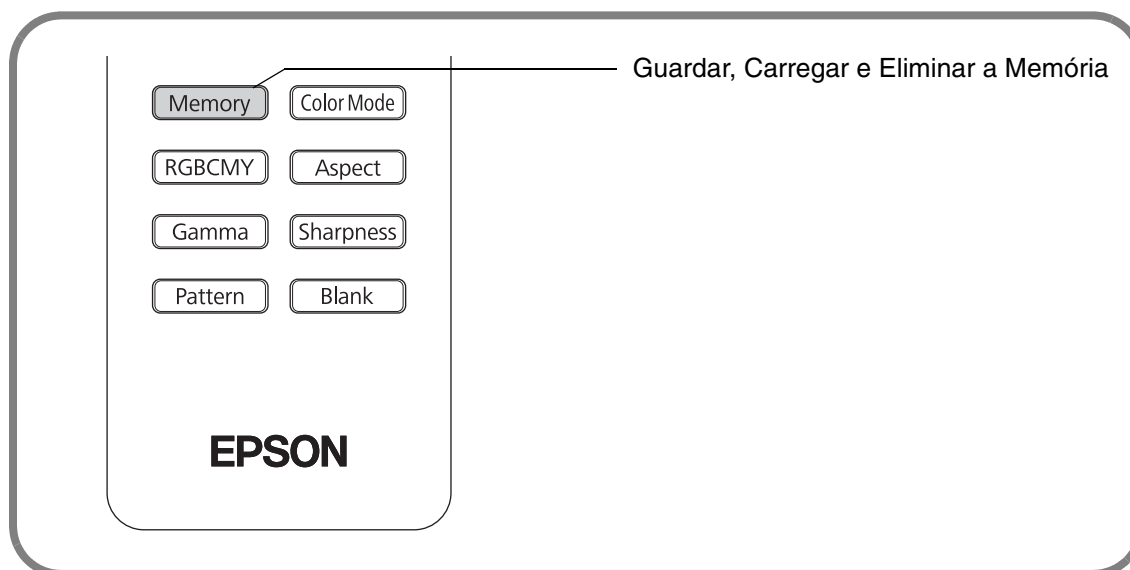 Guardar, Carregar e Eliminar a Memória
Memory Color Mode
RGBCMY Aspect
Gamma Sharpness
Pattern Blank
EPSON